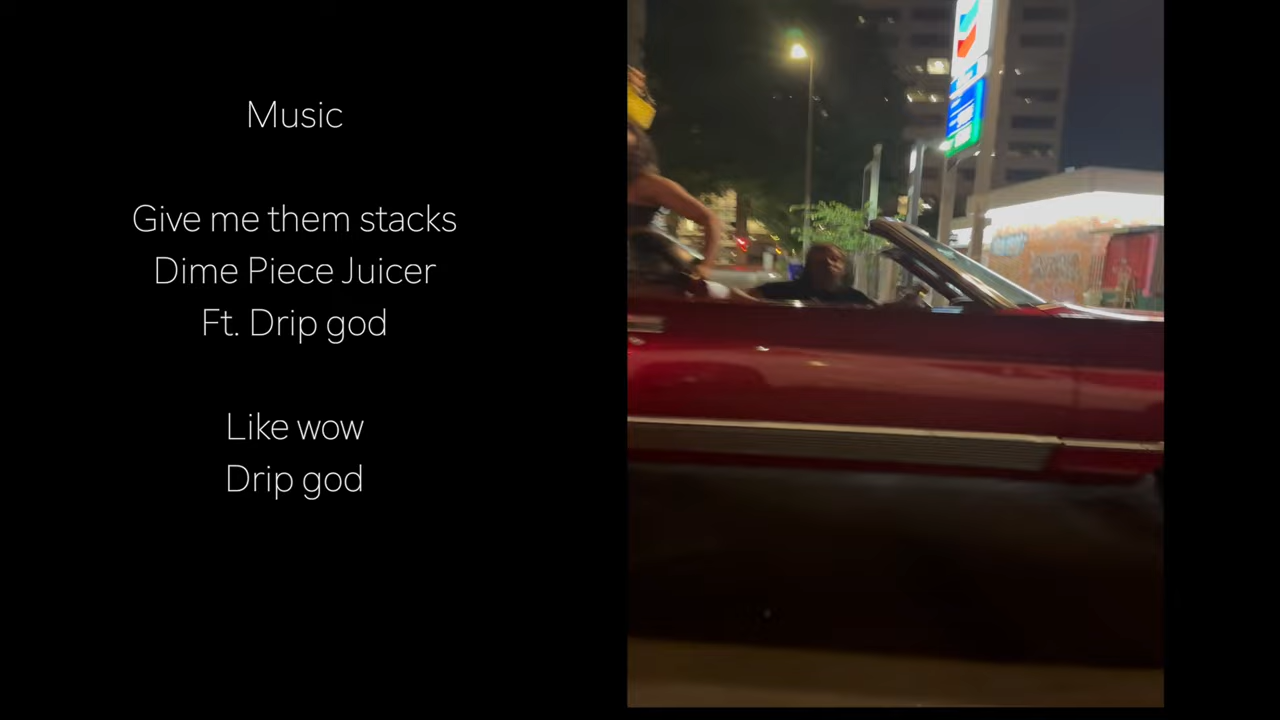 Music
Give me them stacks
Dime Piece Juicer
Ft. Drip god
Like wow
Drip god